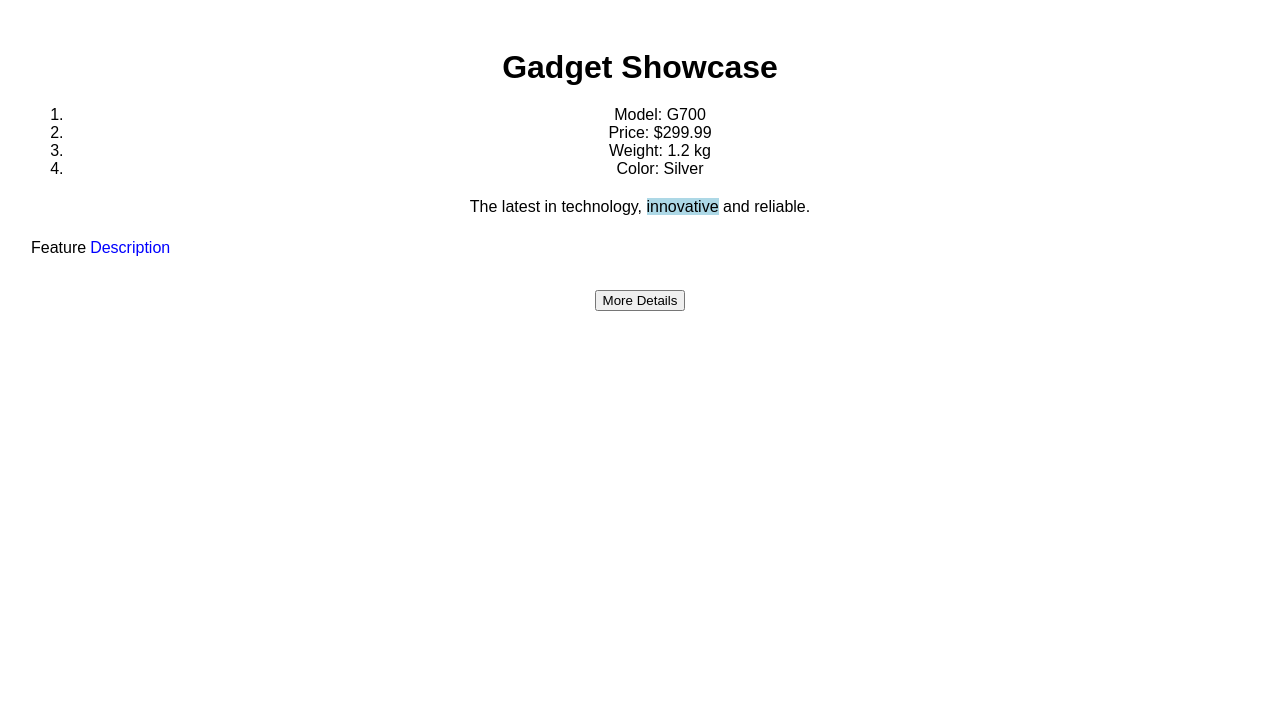 Gadget Showcase
1. Model: G700
2. Price: $299.99
3. Weight: 1.2 kg
4. Color: Silver
The latest in technology, innovative and reliable.
Feature Description
More Details